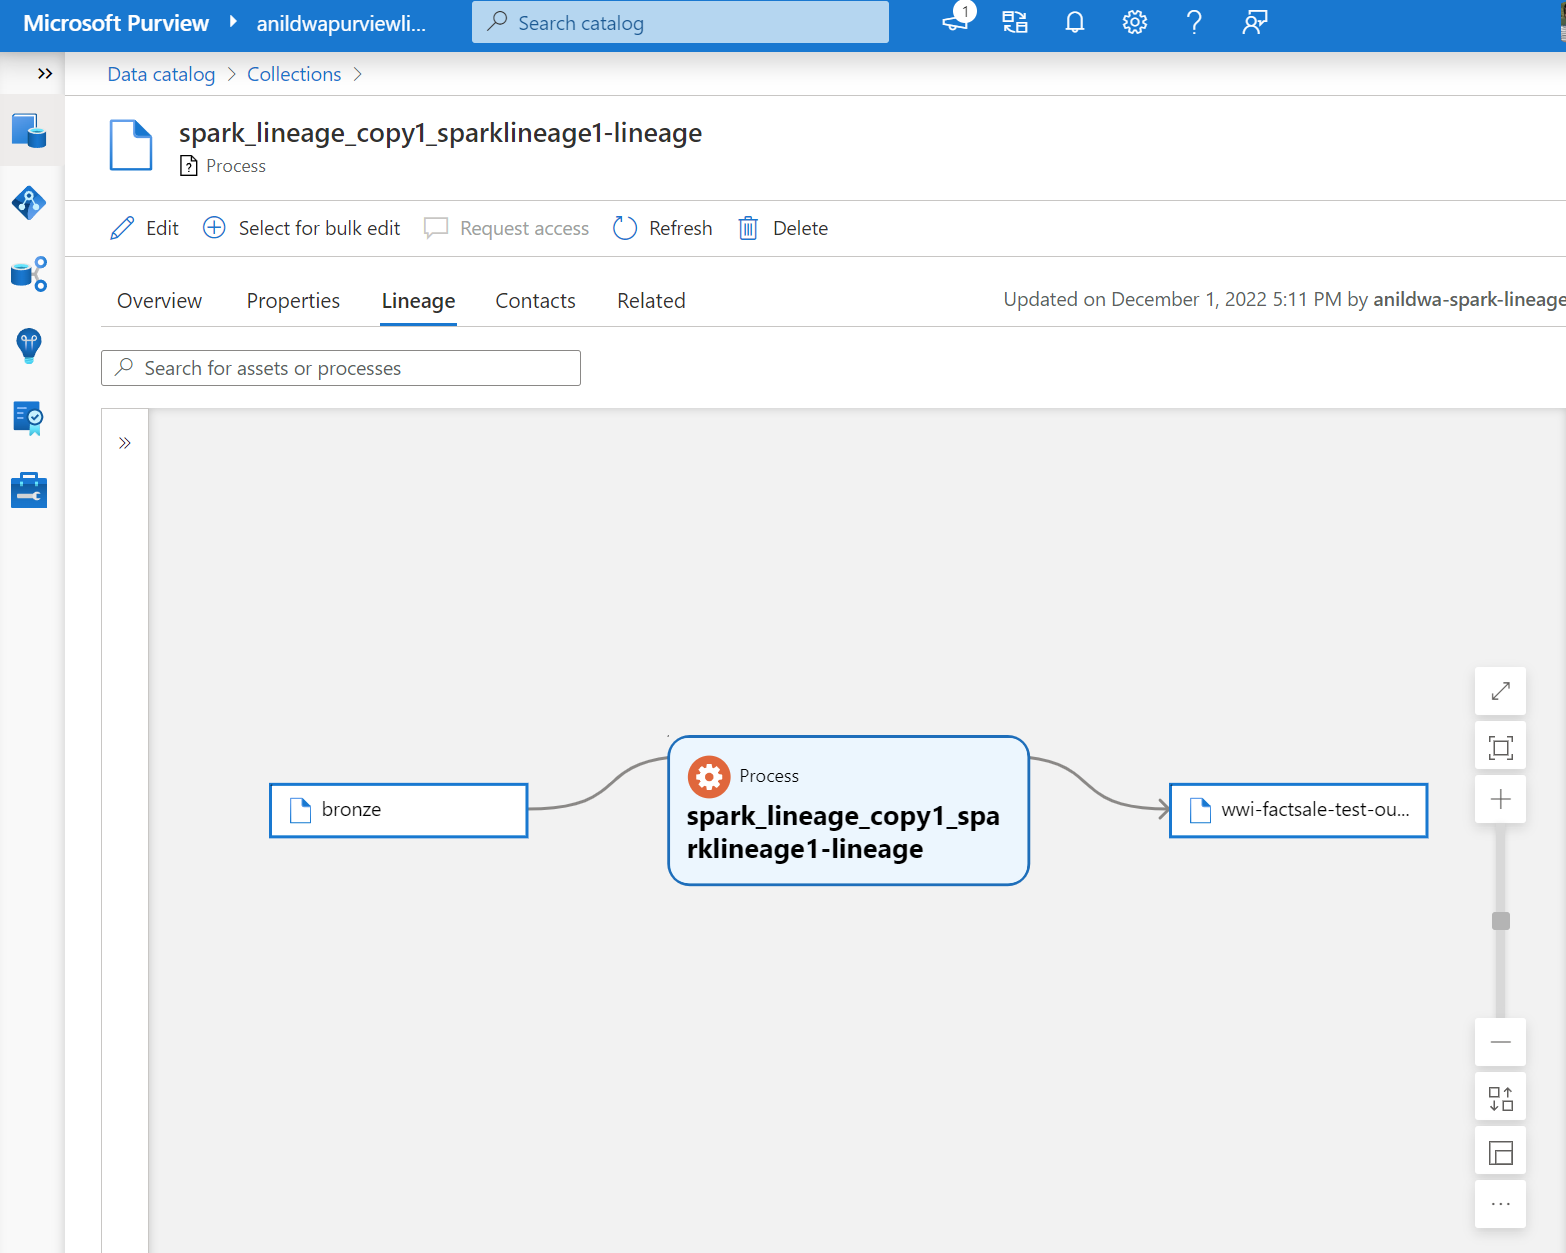 Microsoft Purview anildwapurviewli...
Search catalog
1
Data catalog > Collections >
spark_lineage_copy1_sparklineage1-lineage
Process
Edit Select for bulk edit Request access Refresh Delete
Overview Properties Lineage Contacts Related
Updated on December 1, 2022 5:11 PM by anildwa-spark-lineage
Search for assets or processes
bronze
Process
spark_lineage_copy1_spa
rklineage1-lineage
wwi-factsale-test-ou...